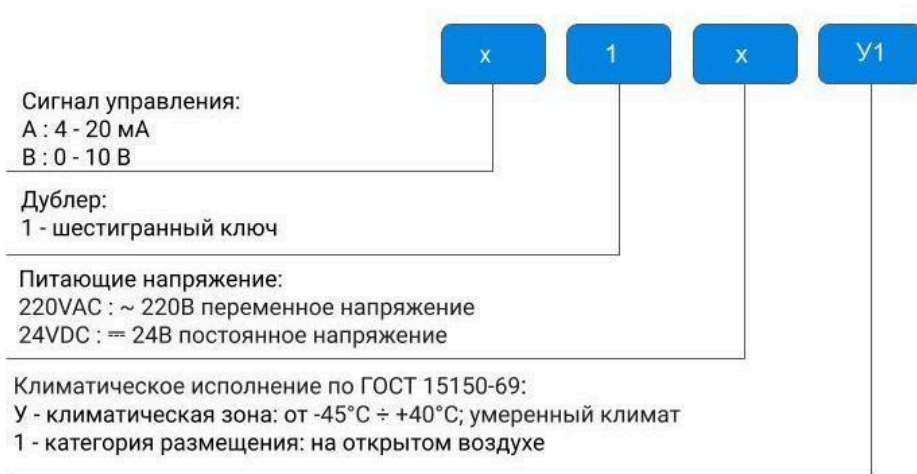 x 1 x У1
Сигнал управления:
А : 4 - 20 мА
В : 0 - 10 В
Дублер:
1 - шестигранный ключ
Питающие напряжение:
220VAC : ~ 220В переменное напряжение
24VDC : ⎓ 24В постоянное напряжение
Климатическое исполнение по ГОСТ 15150-69:
У - климатическая зона: от -45°C ÷ +40°C; умеренный климат
1 - категория размещения: на открытом воздухе